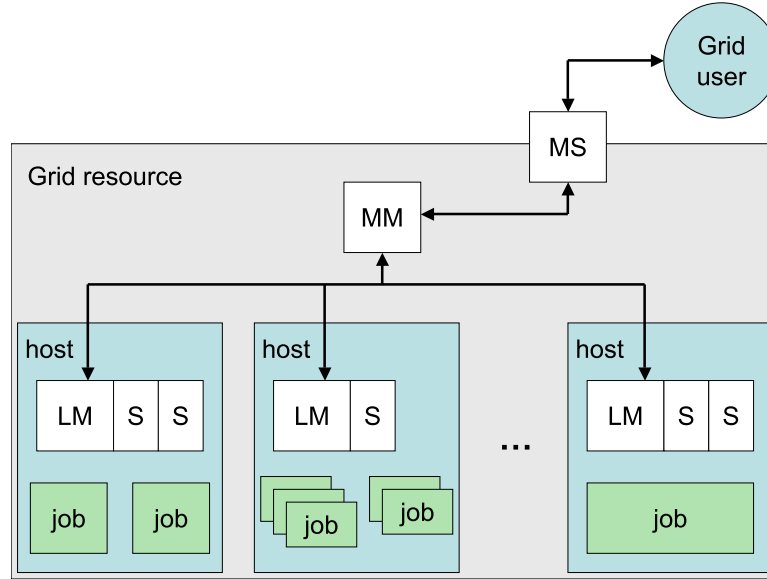 Grid
user
MS
Grid resource
MM
host
host
host
LM S S
LM S
LM S S
...
job
job
job
job
job